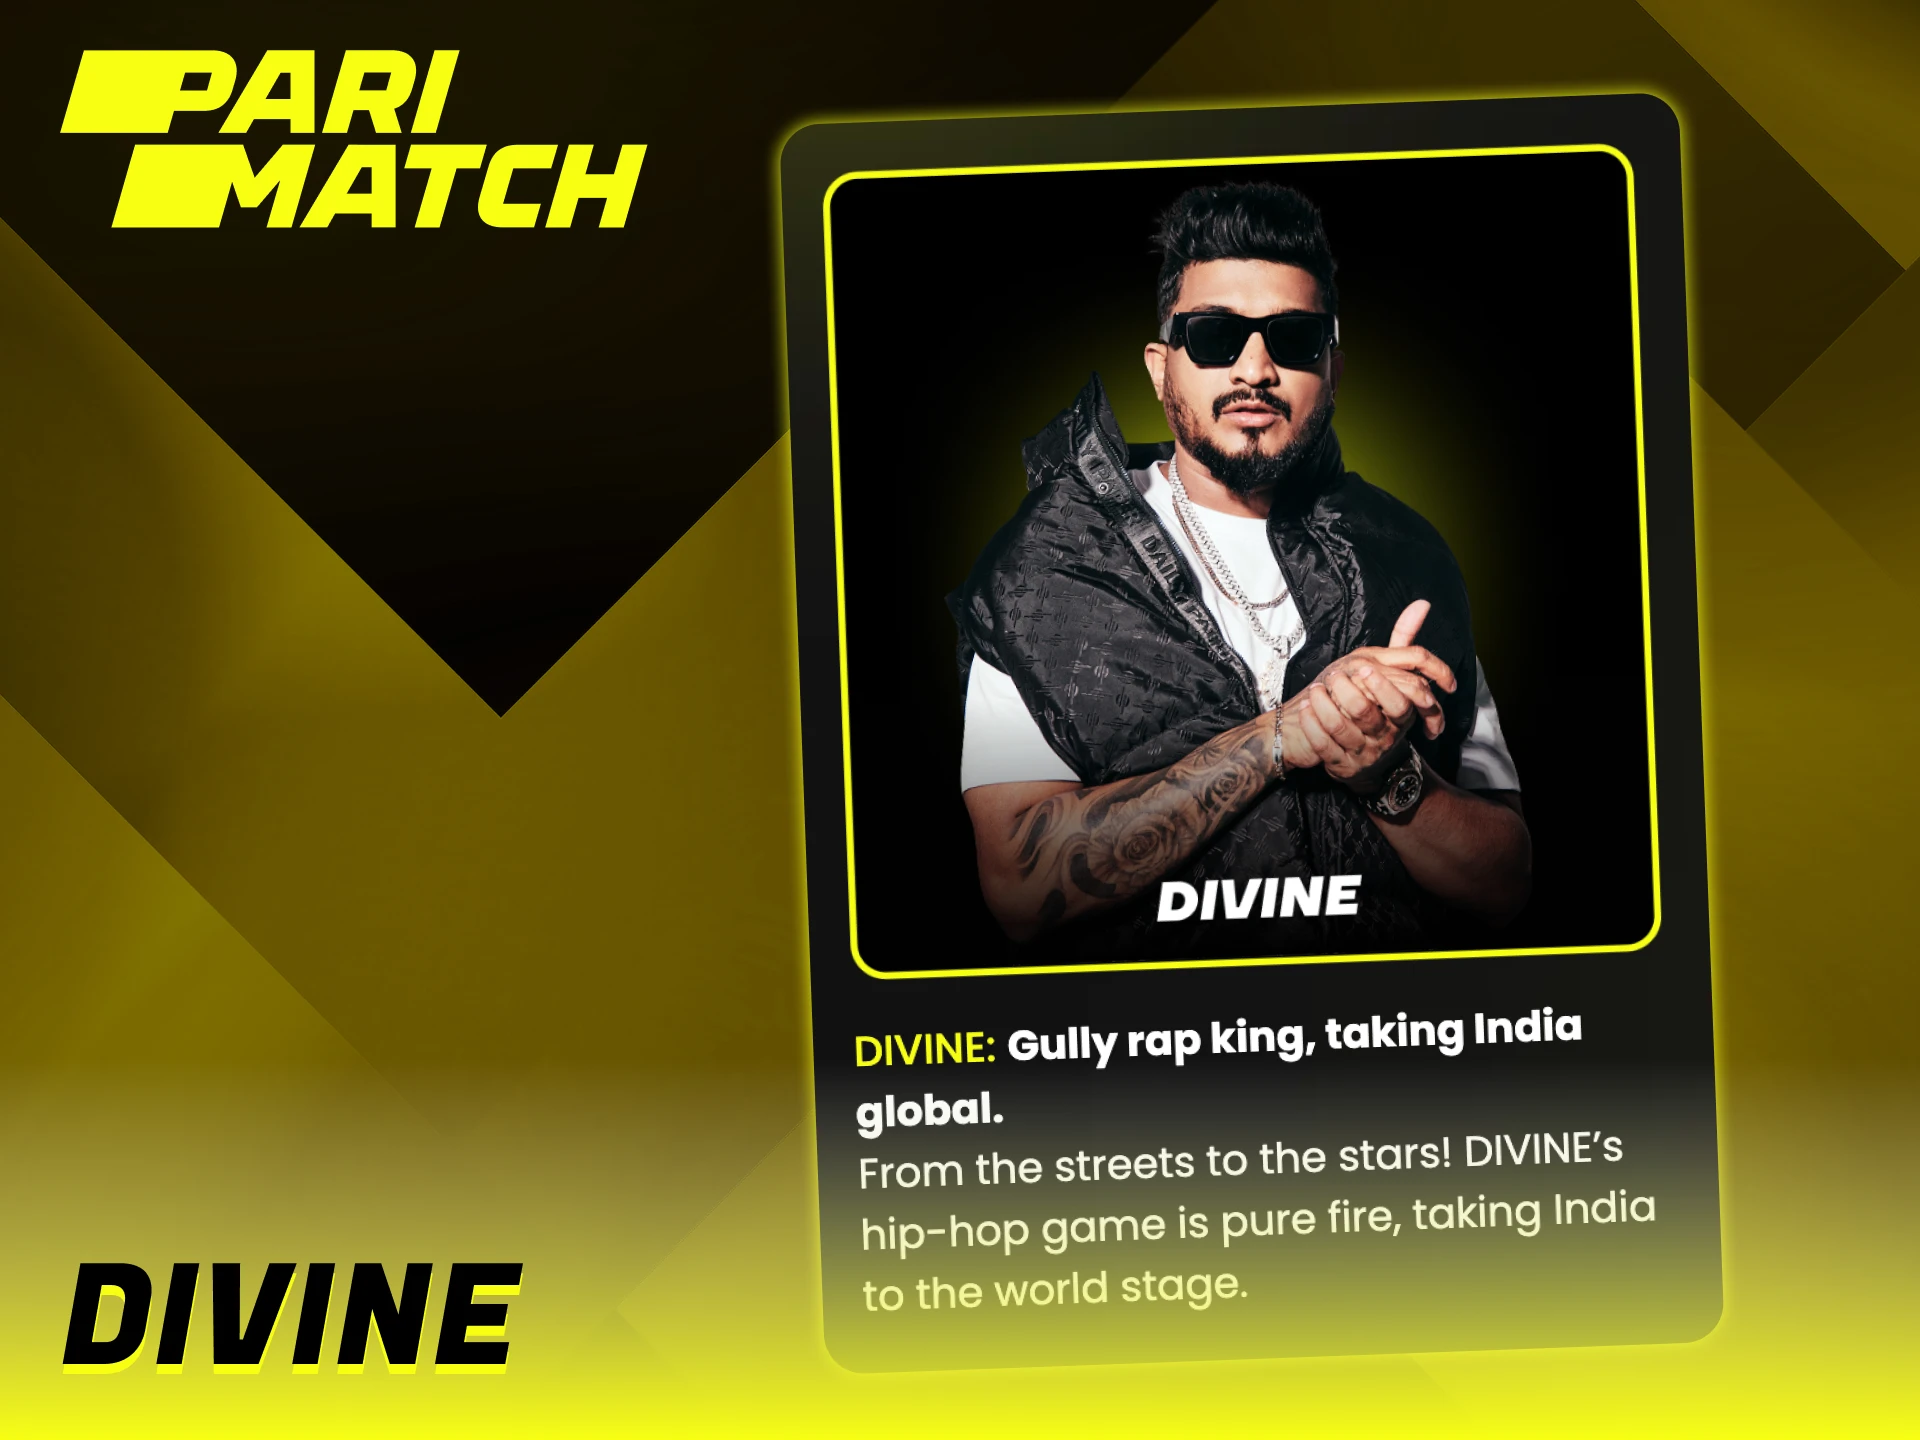 PARI
MATCH
DIVINE
DIVINE: Gully rap king, taking India
global.
From the streets to the stars! DIVINE’s
hip-hop game is pure fire, taking India
to the world stage.
DIVINE